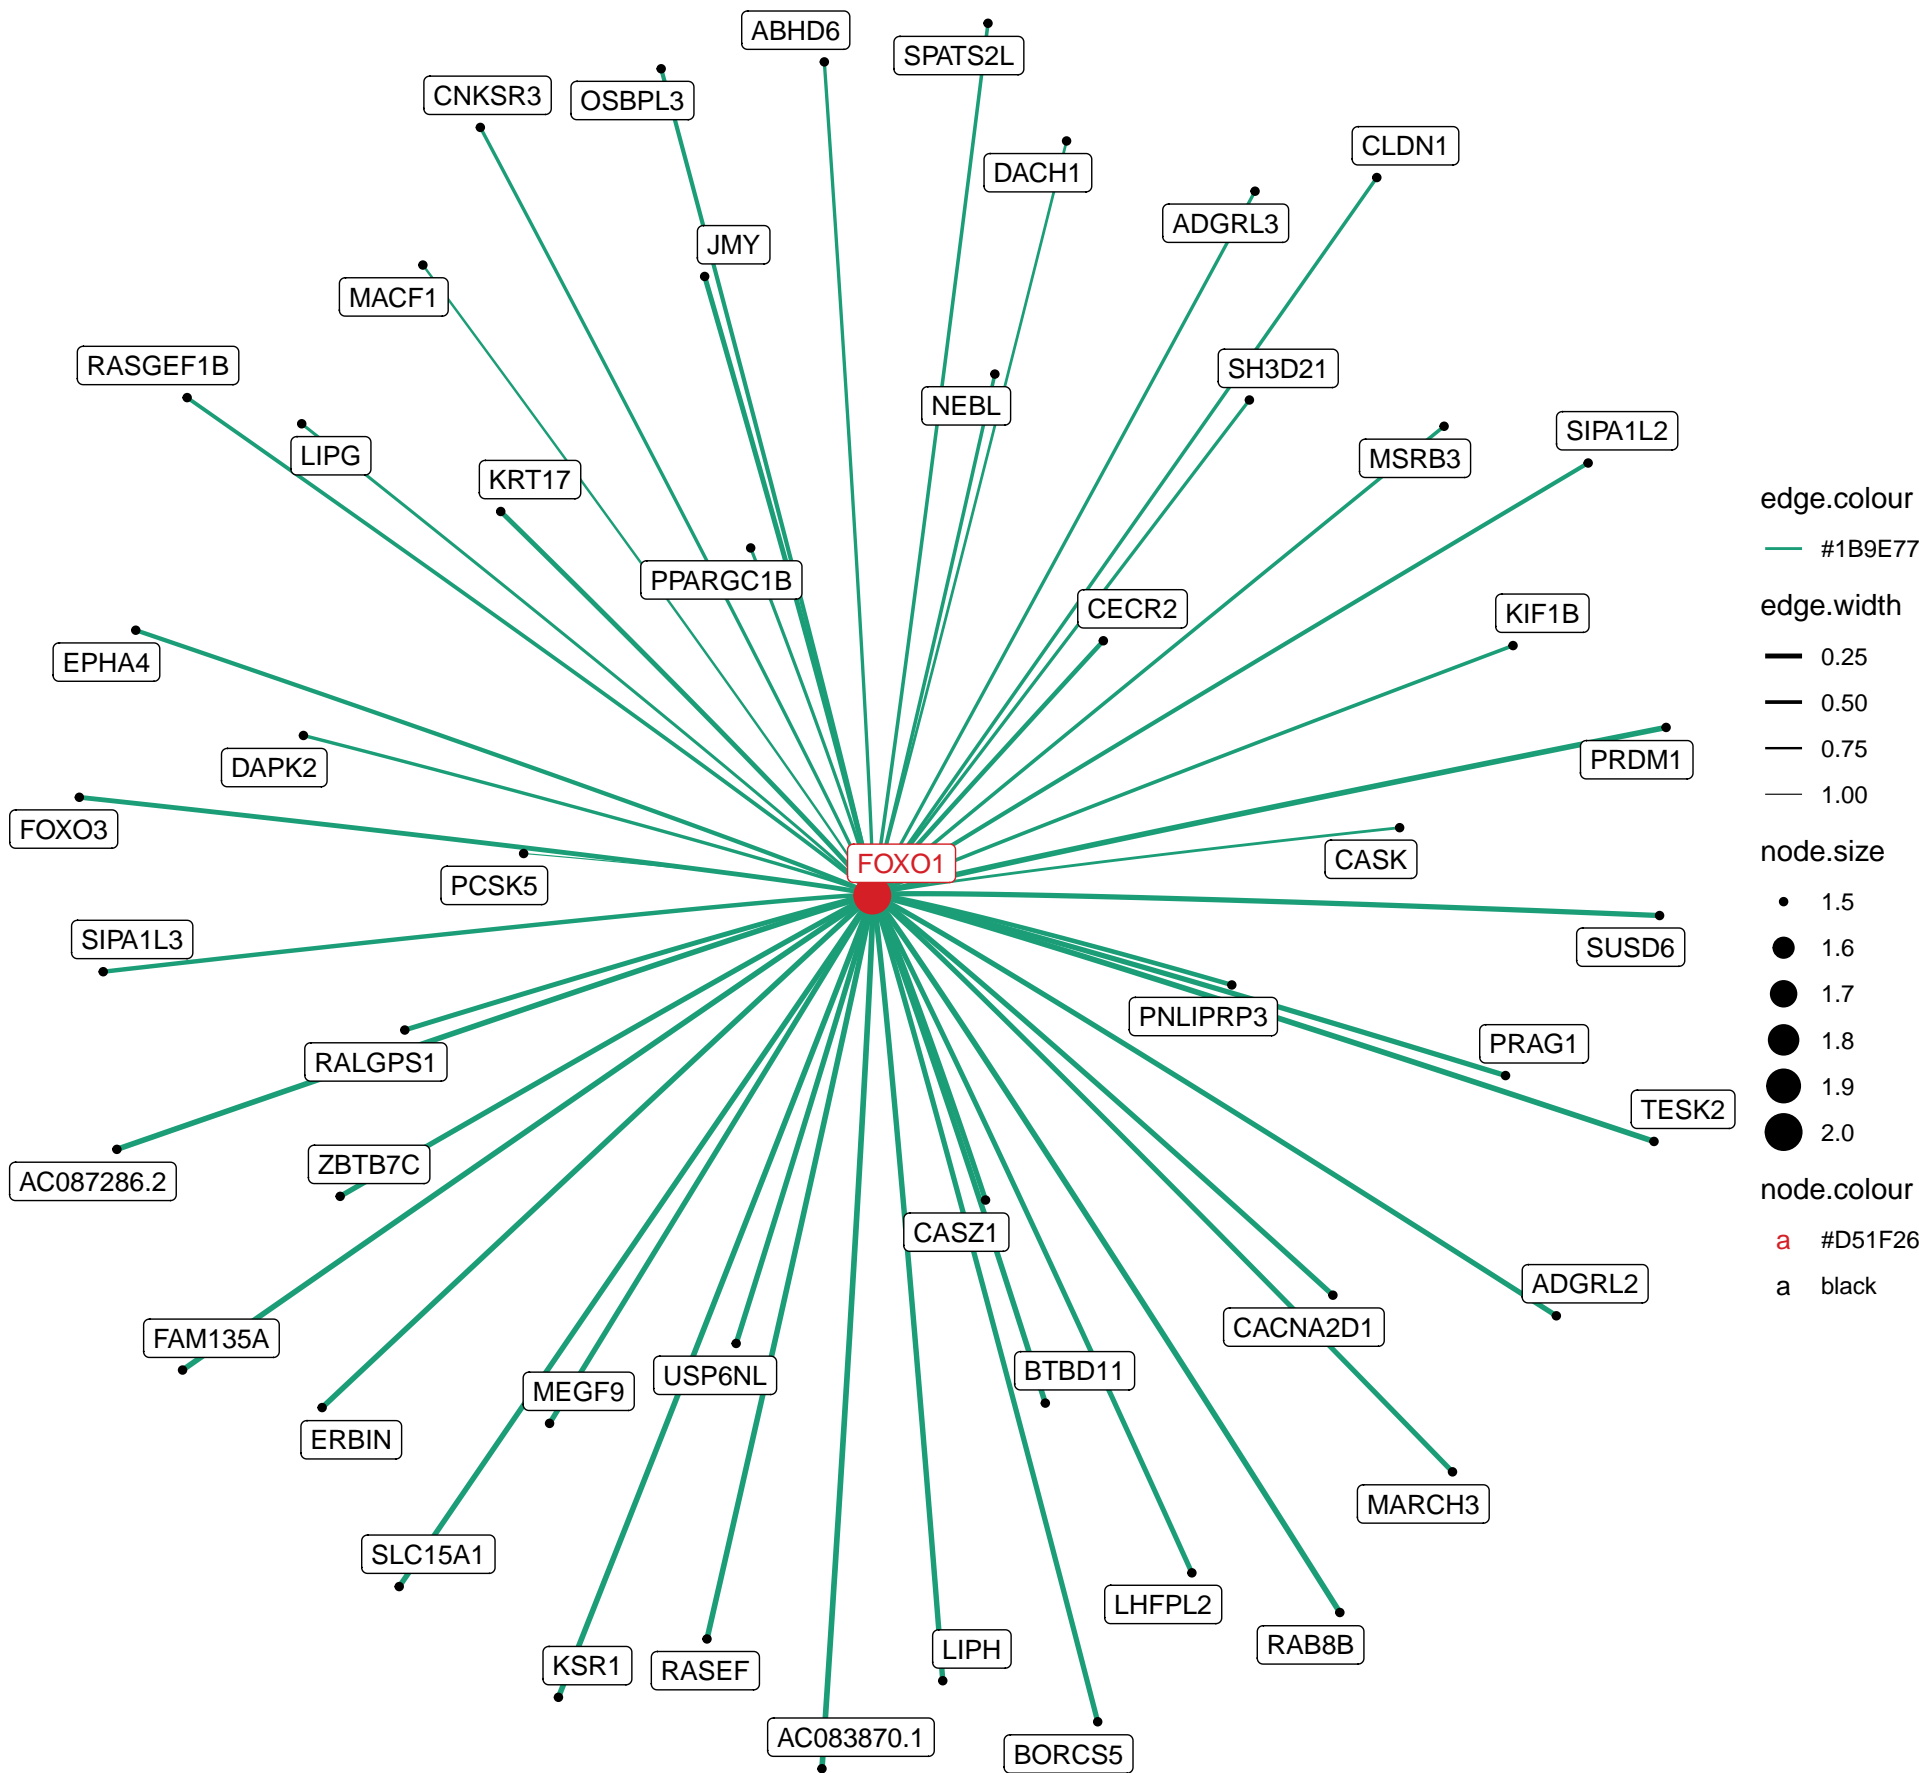 ABHD6
SPATS2L
CNKSR3
OSBPL3
CLDN1
DACH1
ADGRL3
JMY
MACF1
RASGEF1B
SH3D21
NEBL
SIPA1L2
LIPG
MSRB3
KRT17
PPARGC1B
CECR2
KIF1B
EPHA4
DAPK2
PRDM1
FOXO3
FOXO1
CASK
PCSK5
SIPA1L3
SUSD6
PNLIPRP3
PRAG1
RALGPS1
TESK2
ZBTB7C
AC087286.2
CASZ1
ADGRL2
FAM135A
CACNA2D1
BTBD11
USP6NL
MEGF9
ERBIN
MARCH3
SLC15A1
LHFPL2
RAB8B
LIPH
KSR1
RASEF
AC083870.1
BORCS5
edge.colour
#1B9E77
edge.width
0.25
0.50
0.75
1.00
node.size
1.5
1.6
1.7
1.8
1.9
2.0
node.colour
a #D51F26
a black